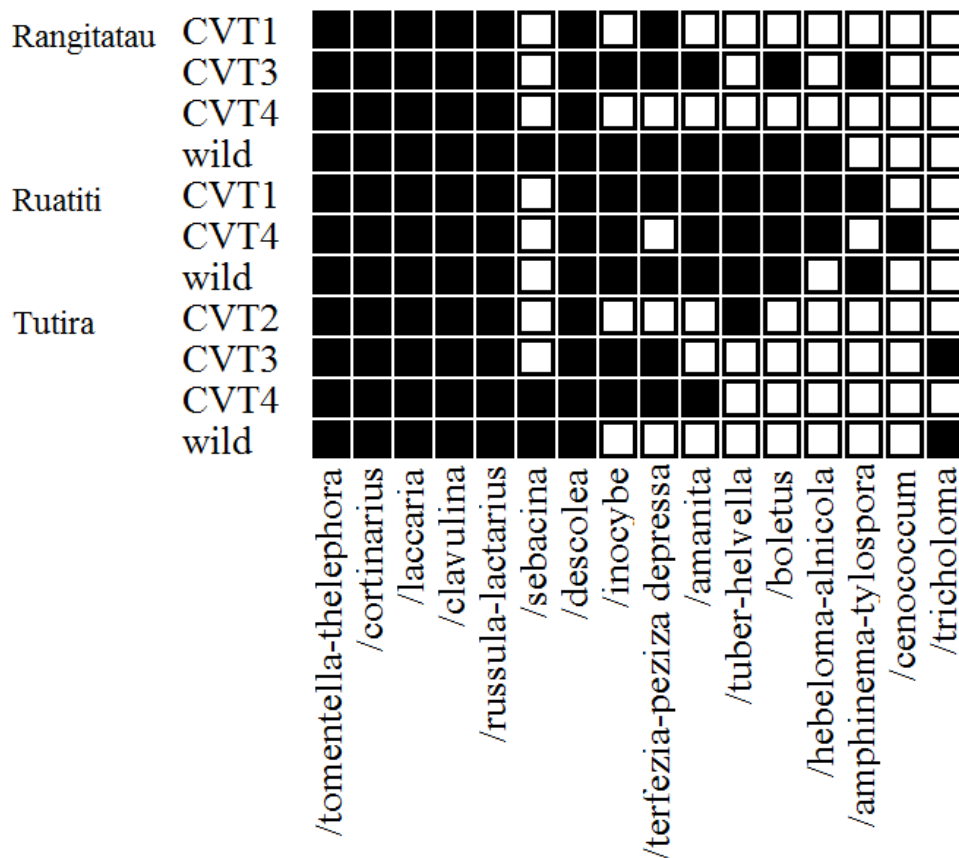 Rangitatau CVT1
CVT3
CVT4
wild
Ruatiti CVT1
CVT4
wild
Tutira CVT2
CVT3
CVT4
wild
/tomentella-thelephora
/cortinarius
/laccaria
/clavulina
/russula-lactarius
/sebacina
/descolea
/inocybe
/terfezia-peziza depressa
/amanita
/tuber-helvella
/boletus
/hebeloma-alnicola
/amphinema-tylospora
/cenococcum
/tricholoma